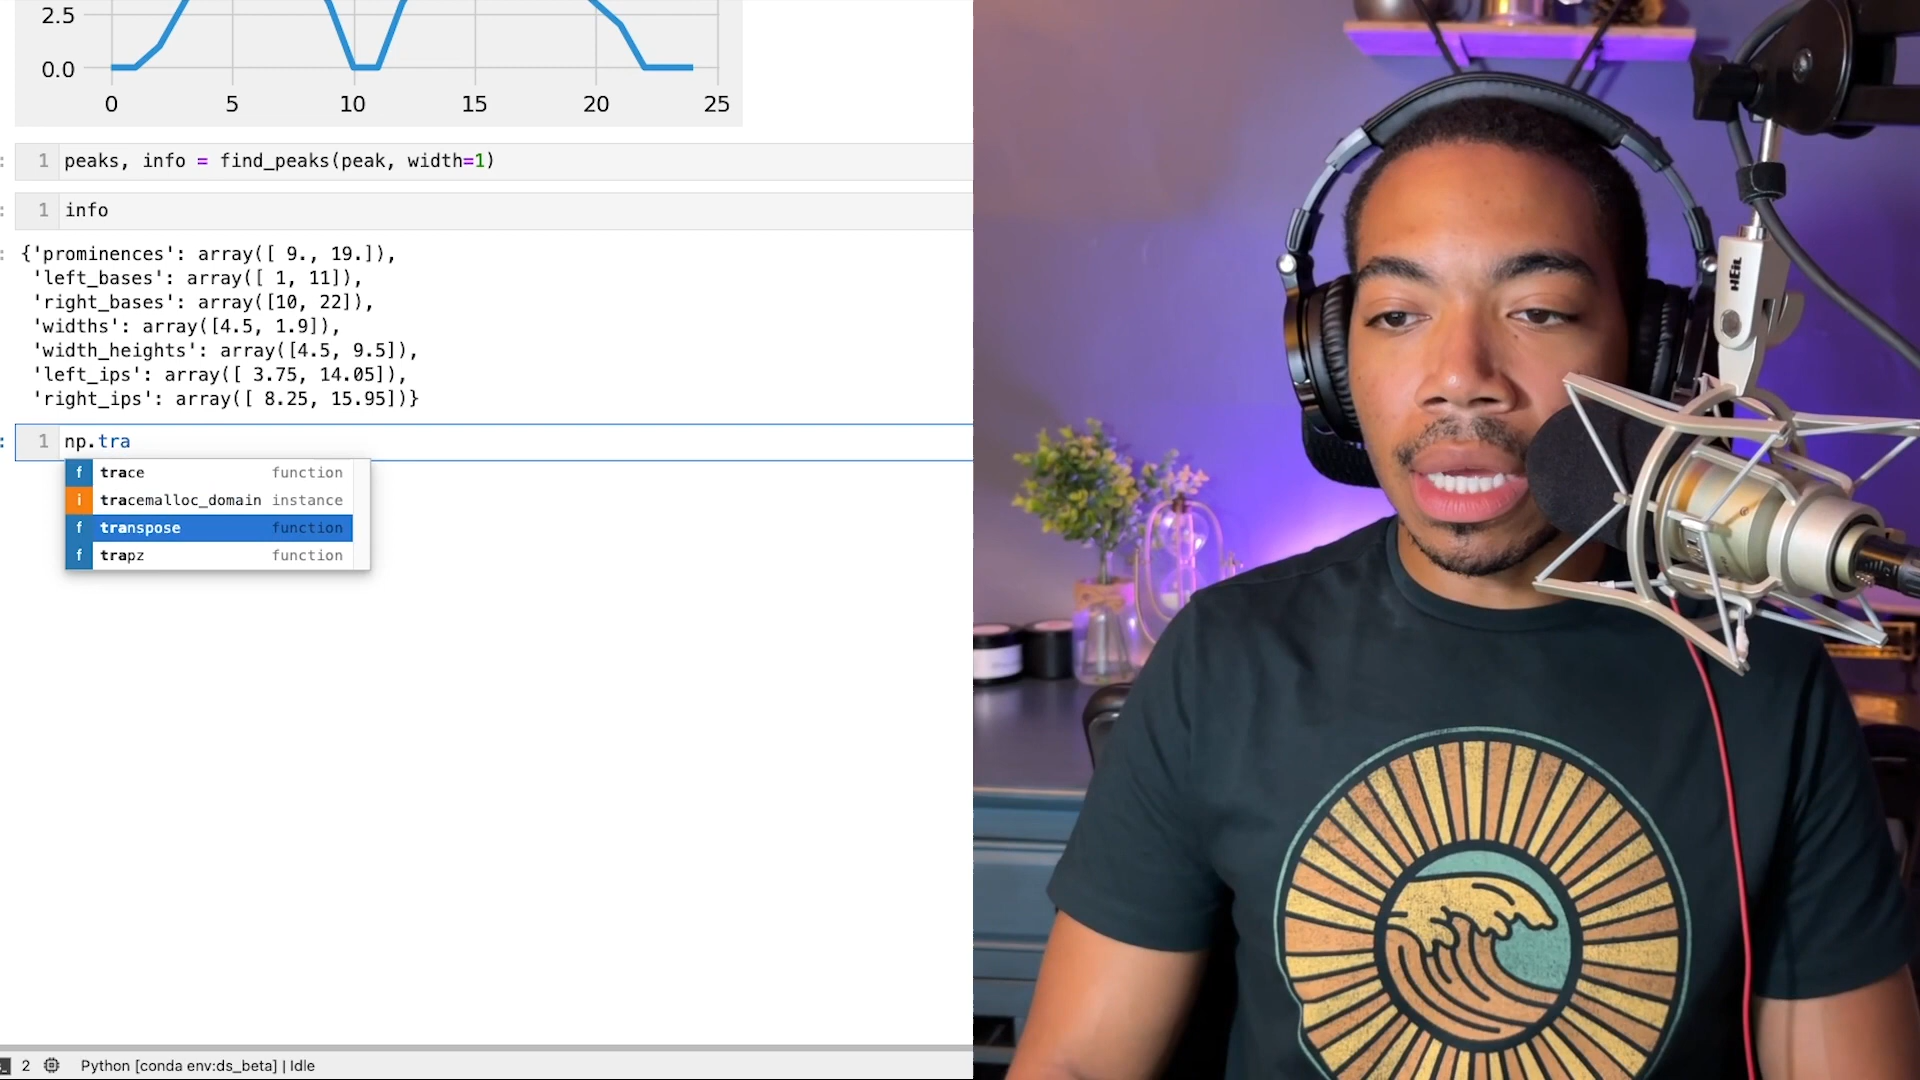 2.5
0.0
0 5 10 15 20 25
1 peaks, info = find_peaks(peak, width=1)
1 info
{'prominences': array([ 9., 19.]),
'left_bases': array([ 1, 11]),
'right_bases': array([10, 22]),
'widths': array([4.5, 1.9]),
'width_heights': array([4.5, 9.5]),
'left_ips': array([ 3.75, 14.05]),
'right_ips': array([ 8.25, 15.95])}
1 np.tra
f trace function
i tracemalloc_domain instance
f transpose function
f trapz function
2 Python [conda env:ds_beta] | Idle
HEiL